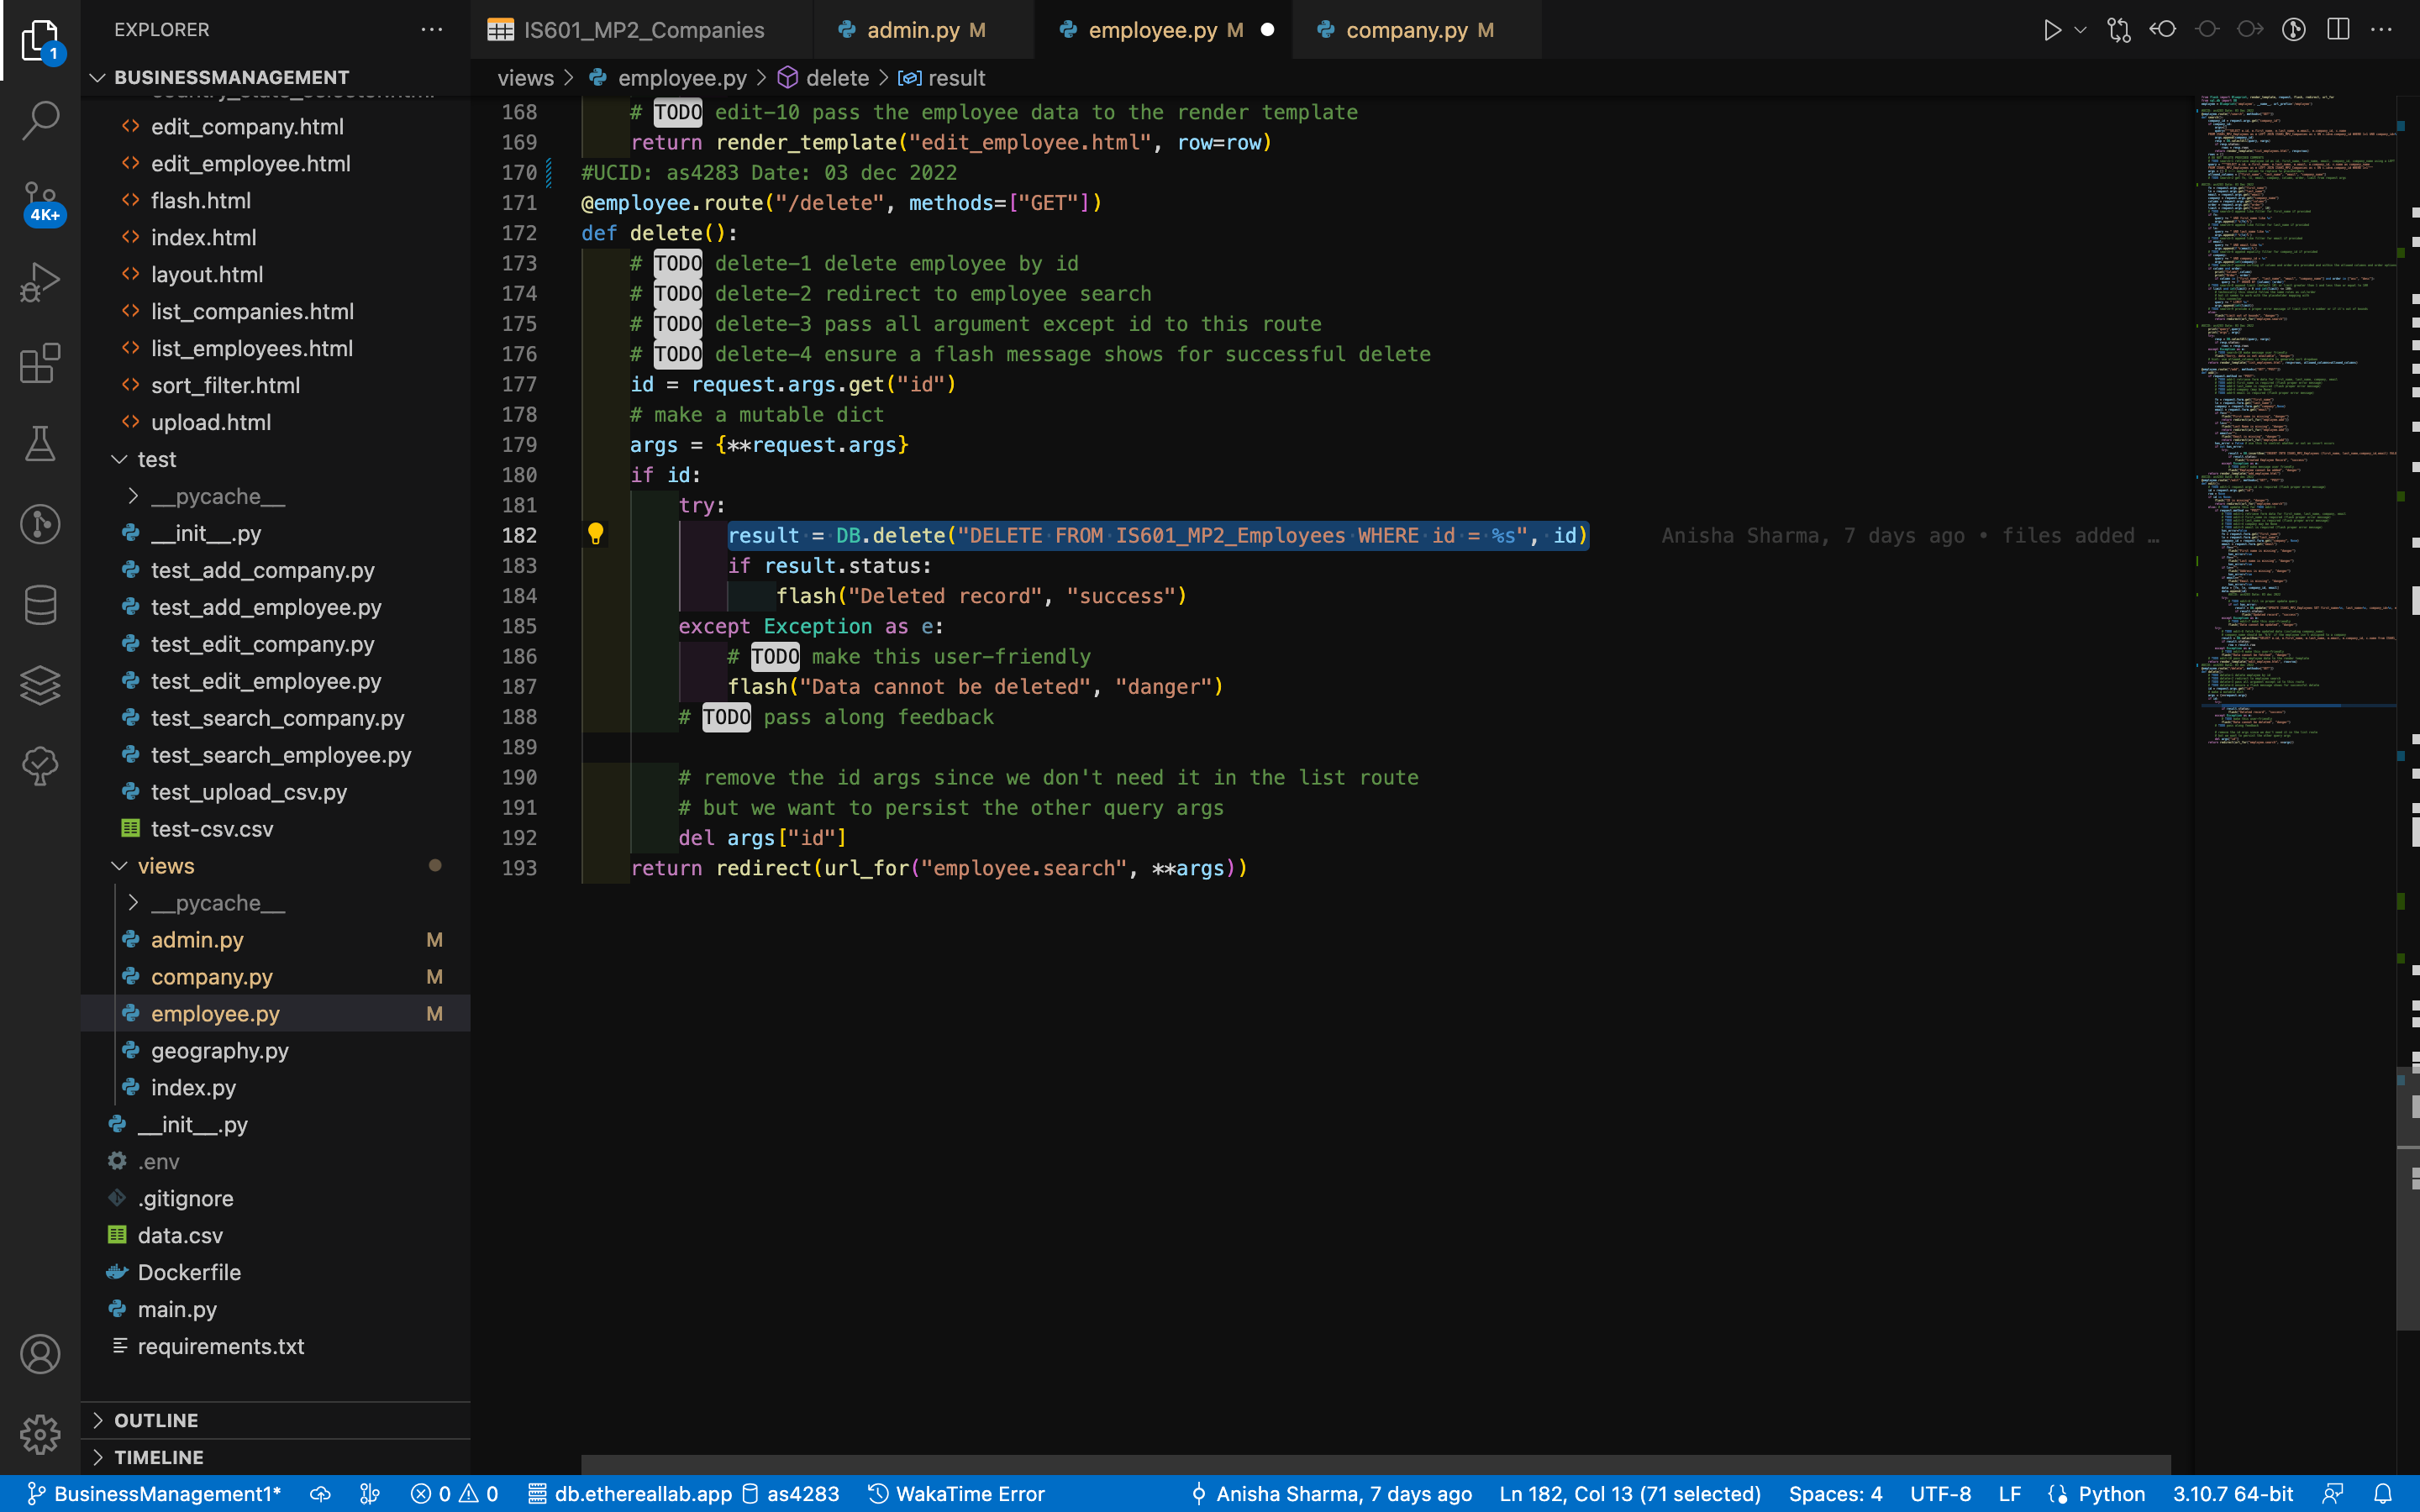 EXPLORER
IS601_MP2_Companies
admin.py M
employee.py M
company.py M
BUSINESSMANAGEMENT
views > employee.py > delete > result
edit_company.html
edit_employee.html
flash.html
index.html
layout.html
list_companies.html
list_employees.html
sort_filter.html
upload.html
test
__pycache__
__init__.py
test_add_company.py
test_add_employee.py
test_edit_company.py
test_edit_employee.py
test_search_company.py
test_search_employee.py
test_upload_csv.py
test-csv.csv
views
__pycache__
admin.py M
company.py M
employee.py M
geography.py
index.py
__init__.py
.env
.gitignore
data.csv
Dockerfile
main.py
requirements.txt
OUTLINE
TIMELINE
1
4K+
168 # TODO edit-10 pass the employee data to the render template
169 return render_template("edit_employee.html", row=row)
170 #UCID: as4283 Date: 03 dec 2022
171 @employee.route("/delete", methods=["GET"])
172 def delete():
173 # TODO delete-1 delete employee by id
174 # TODO delete-2 redirect to employee search
175 # TODO delete-3 pass all argument except id to this route
176 # TODO delete-4 ensure a flash message shows for successful delete
177 id = request.args.get("id")
178 # make a mutable dict
179 args = {**request.args}
180 if id:
181 try:
182 result = DB.delete("DELETE FROM IS601_MP2_Employees WHERE id = %s", id) Anisha Sharma, 7 days ago • files added …
183 if result.status:
184 flash("Deleted record", "success")
185 except Exception as e:
186 # TODO make this user-friendly
187 flash("Data cannot be deleted", "danger")
188 # TODO pass along feedback
189
190 # remove the id args since we don't need it in the list route
191 # but we want to persist the other query args
192 del args["id"]
193 return redirect(url_for("employee.search", **args))
BusinessManagement1* 0 0 db.ethereallab.app as4283 WakaTime Error Anisha Sharma, 7 days ago Ln 182, Col 13 (71 selected) Spaces: 4 UTF-8 LF Python 3.10.7 64-bit